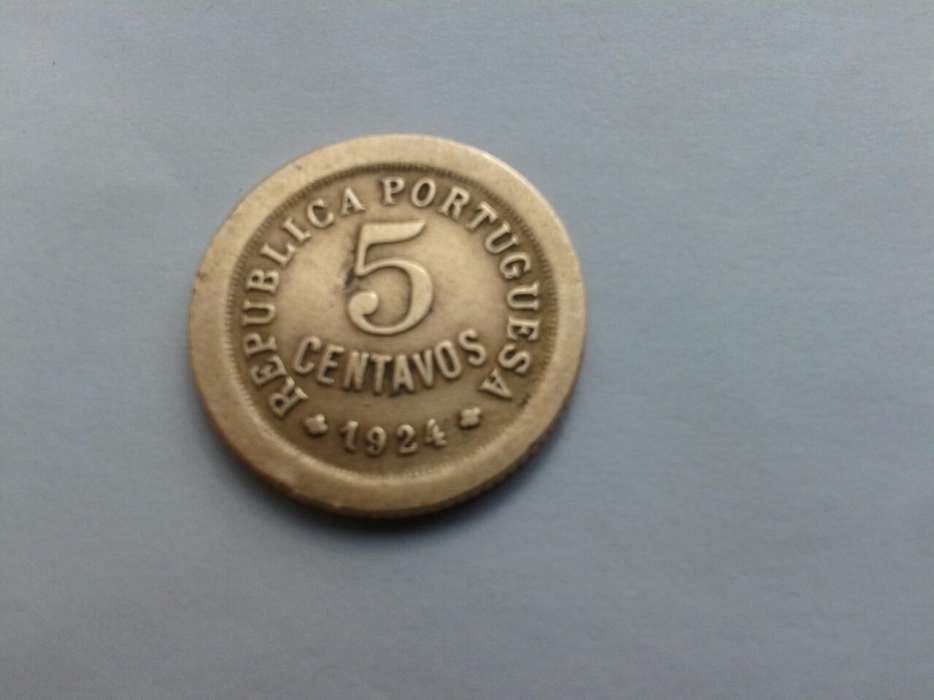 REPUBLICA PORTUGUESA
5
CENTAVOS
1924